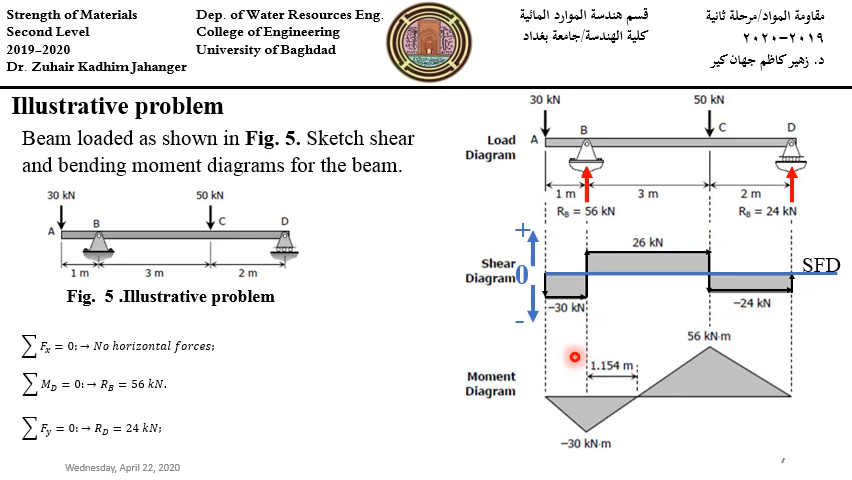 Strength of Materials
Second Level
2019-2020
Dr. Zuhair Kadhim Jahanger
Dep. of Water Resources Eng.
College of Engineering
University of Baghdad
قسم هندسة الموارد المائية
كلية الهندسة/جامعة بغداد
مقاومة المواد/مرحلة ثانية
٢٠١٩-٢٠٢٠
د. زهير كاظم جهان كير
Illustrative problem
Beam loaded as shown in Fig. 5. Sketch shear
and bending moment diagrams for the beam.
30 kN 50 kN
A B C D
1 m 3 m 2 m
Fig. 5 .Illustrative problem
∑ Fx = 0: → No horizontal forces;
∑ MD = 0: → RB = 56 kN.
∑ Fy = 0: → RD = 24 kN;
Wednesday, April 22, 2020
30 kN 50 kN
Load
Diagram
A B C D
1 m 3 m 2 m
RB = 56 kN RB = 24 kN
+
26 kN
Shear
Diagram
0
SFD
-
-30 kN
-24 kN
56 kN·m
1.154 m
Moment
Diagram
-30 kN·m